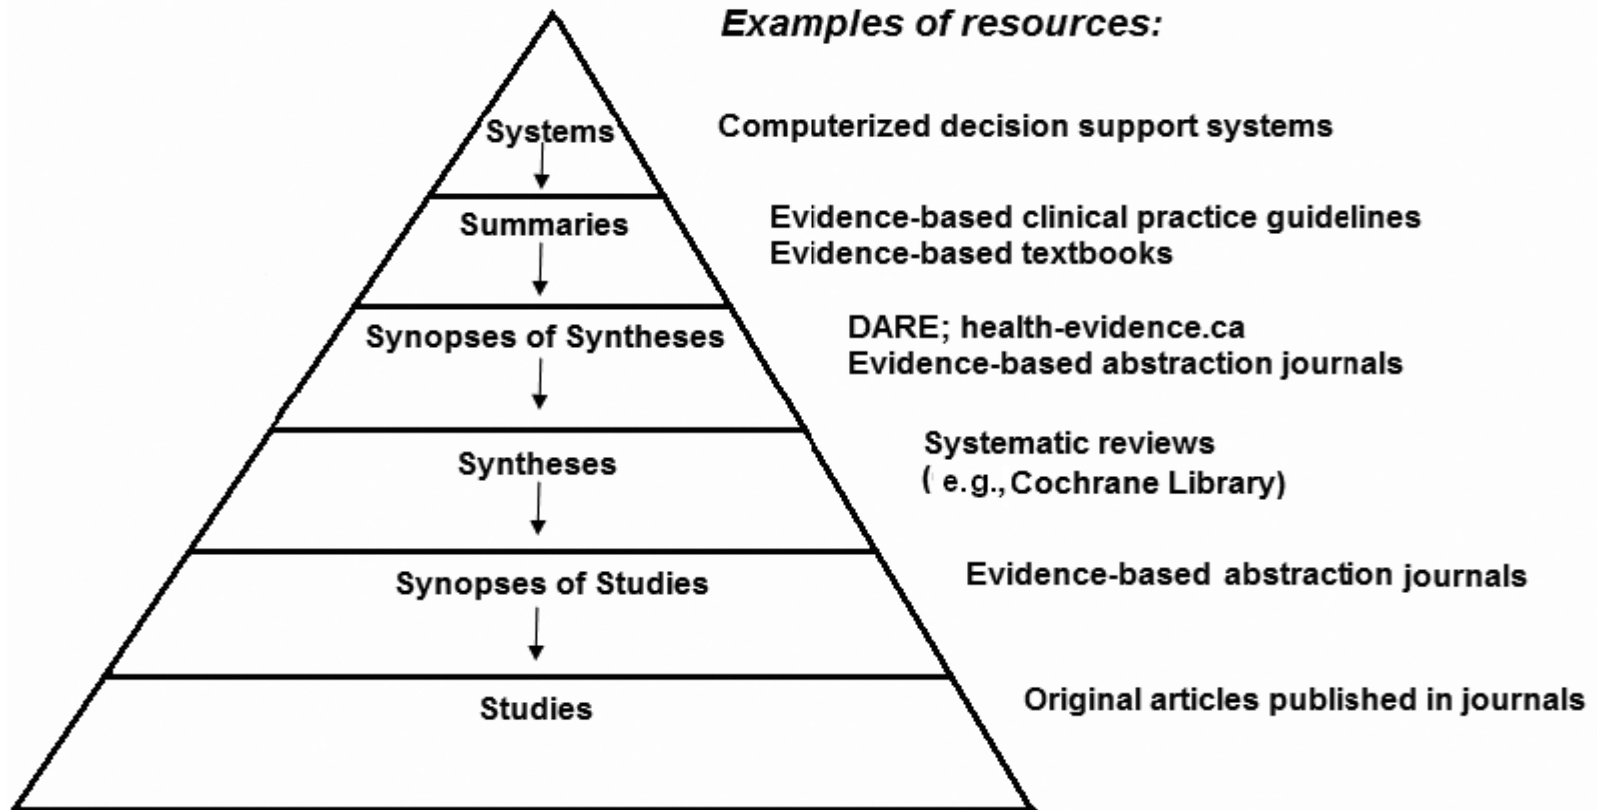 Examples of resources:
Systems
Computerized decision support systems
Summaries
Evidence-based clinical practice guidelines
Evidence-based textbooks
Synopses of Syntheses
DARE; health-evidence.ca
Evidence-based abstraction journals
Syntheses
Systematic reviews
( e.g., Cochrane Library)
Synopses of Studies
Evidence-based abstraction journals
Studies
Original articles published in journals